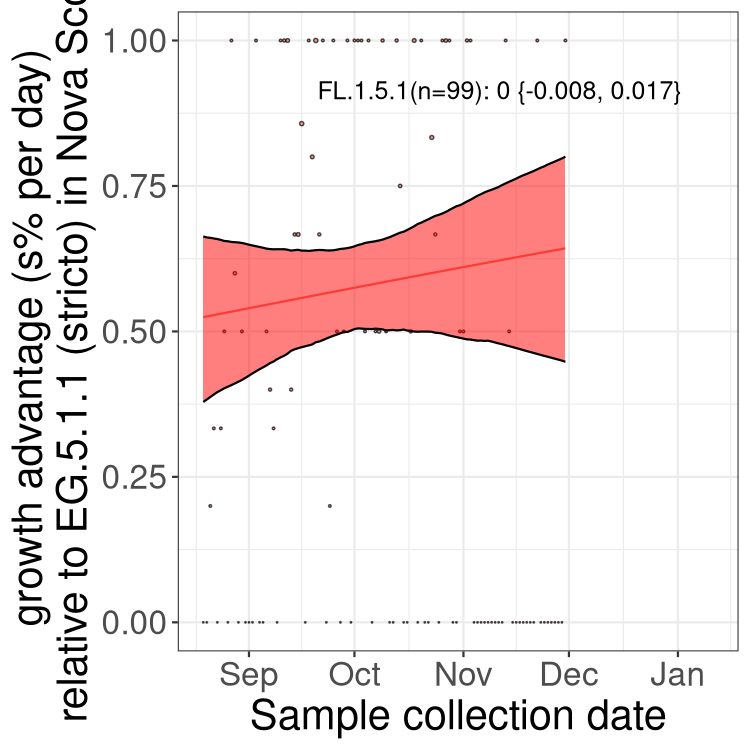 growth advantage (s% per day)
relative to EG.5.1.1 (stricto) in Nova Sco
1.00
0.75
0.50
0.25
0.00
FL.1.5.1(n=99): 0 {-0.008, 0.017}
Sep Oct Nov Dec Jan
Sample collection date